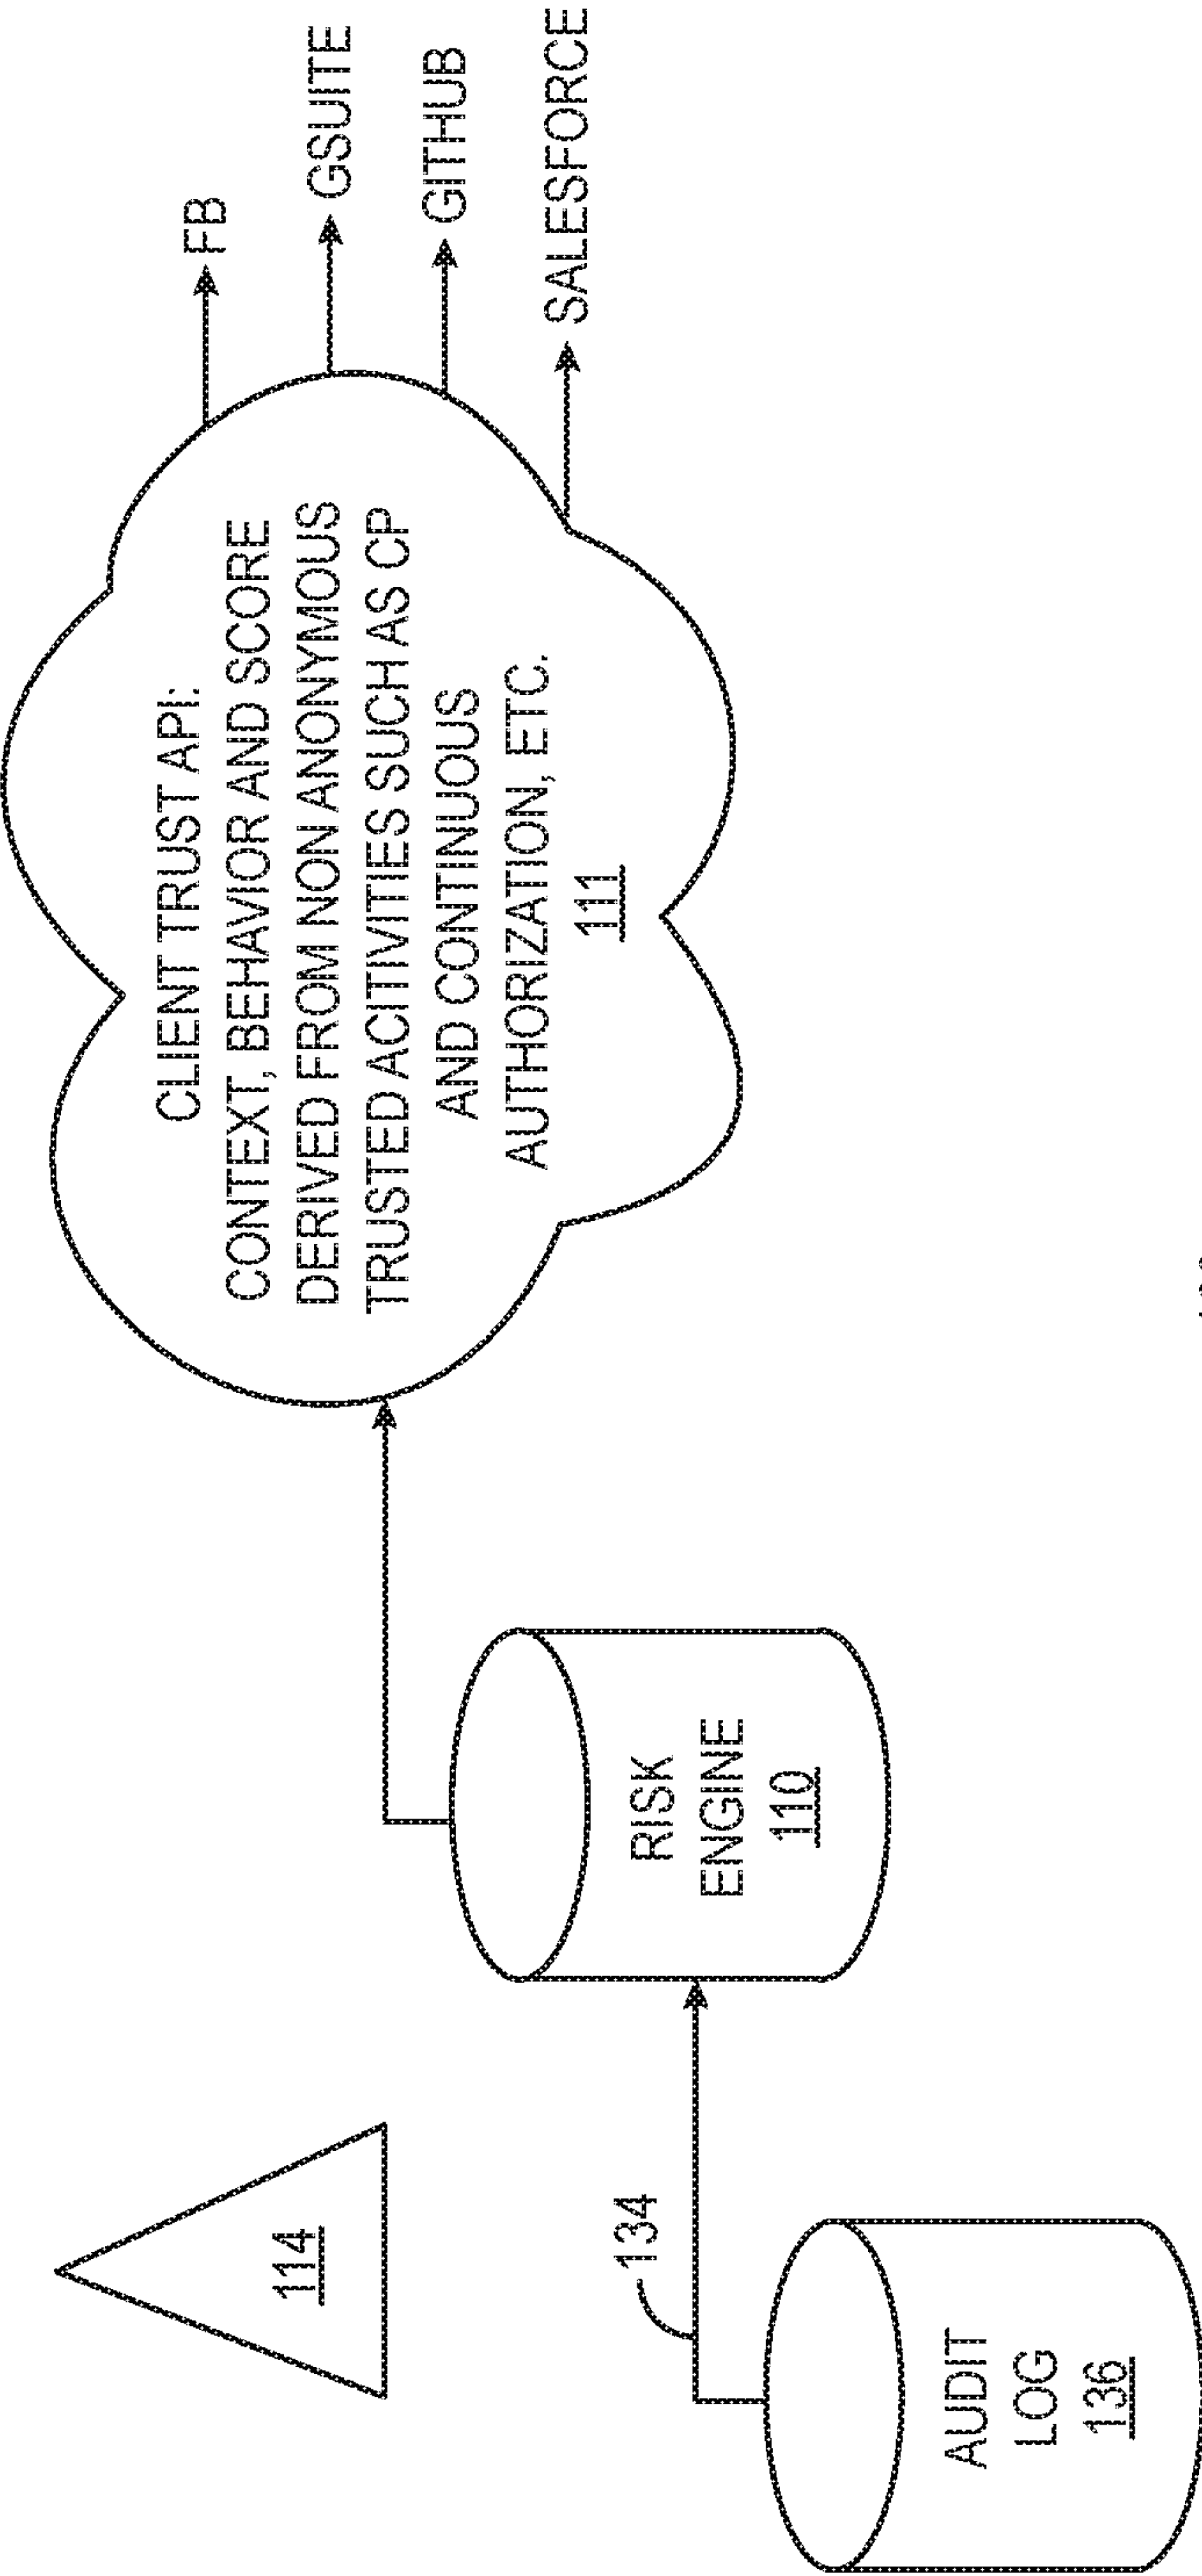 114
134
AUDIT
LOG
136
RISK
ENGINE
110
CLIENT TRUST API:
CONTEXT, BEHAVIOR AND SCORE
DERIVED FROM NON ANONYMOUS
TRUSTED ACITIVITIES SUCH AS CP
AND CONTINUOUS
AUTHORIZATION, ETC.
111
FB
GSUITE
GITHUB
SALESFORCE